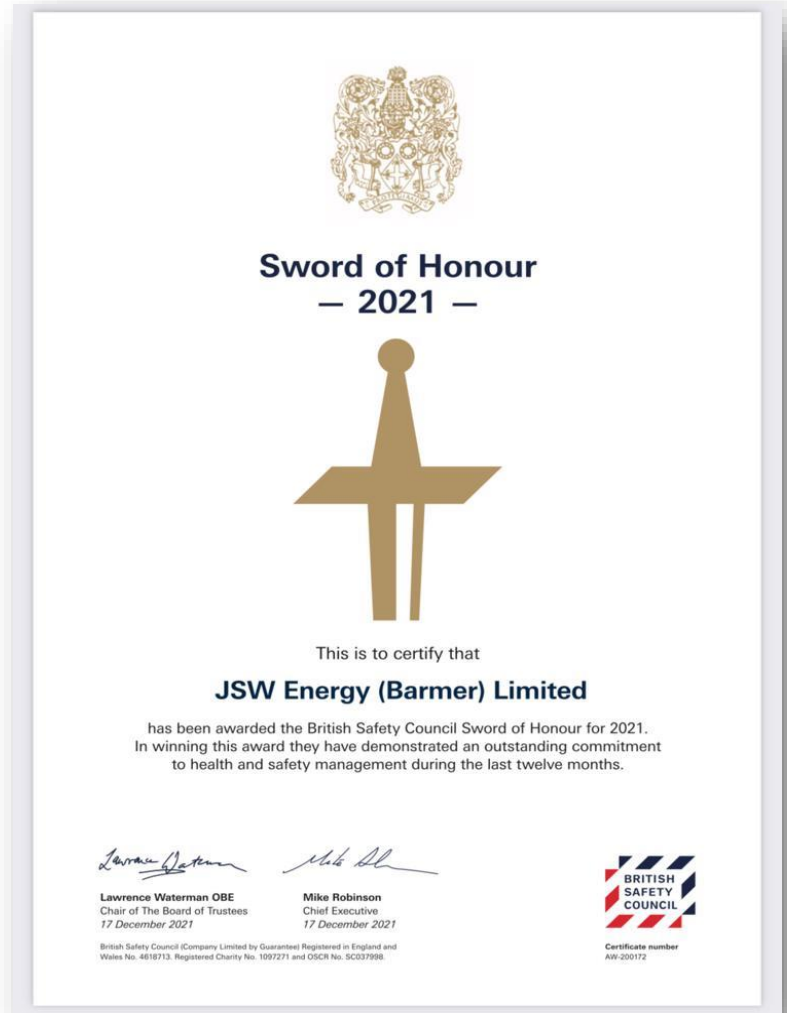 Sword of Honour
— 2021 —
This is to certify that
JSW Energy (Barmer) Limited
has been awarded the British Safety Council Sword of Honour for 2021.
In winning this award they have demonstrated an outstanding commitment
to health and safety management during the last twelve months.
Lawrence Waterman OBE
Chair of The Board of Trustees
17 December 2021
Mike Robinson
Chief Executive
17 December 2021
British Safety Council (Company Limited by Guarantee) Registered in England and
Wales No. 4618713. Registered Charity No. 1097271 and OSCR No. SC037998.
BRITISH
SAFETY
COUNCIL
Certificate number
AW-200172